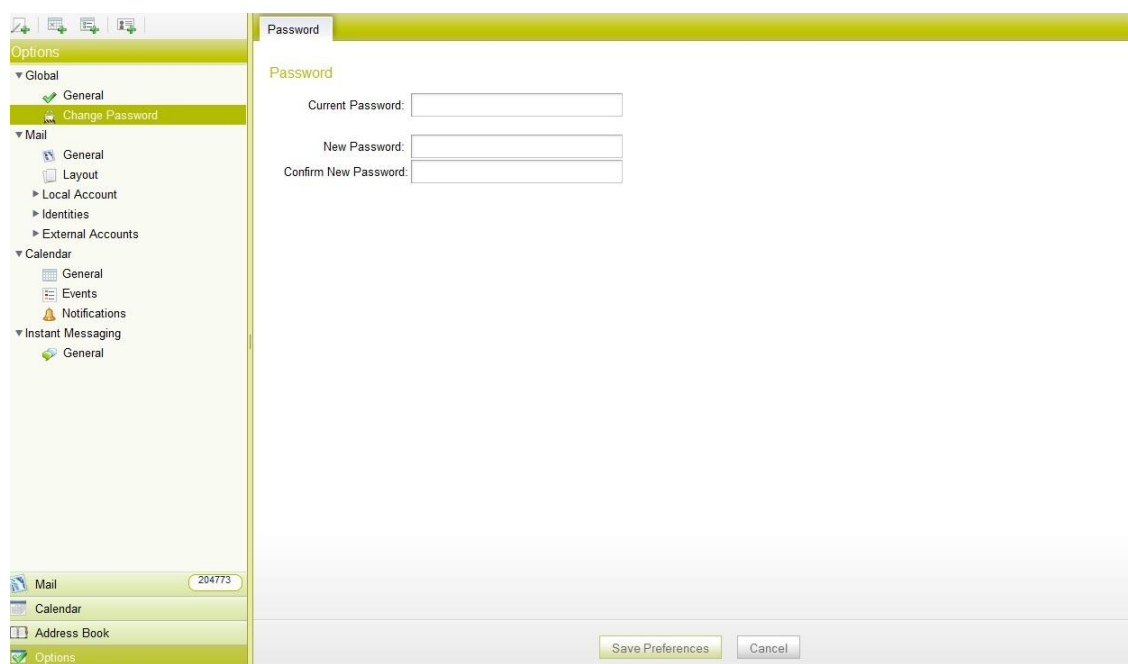 Options
Global
General
Change Password
Mail
General
Layout
Local Account
Identities
External Accounts
Calendar
General
Events
Notifications
Instant Messaging
General
Mail 204773
Calendar
Address Book
Options
Password
Password
Current Password:
New Password:
Confirm New Password:
Save Preferences Cancel